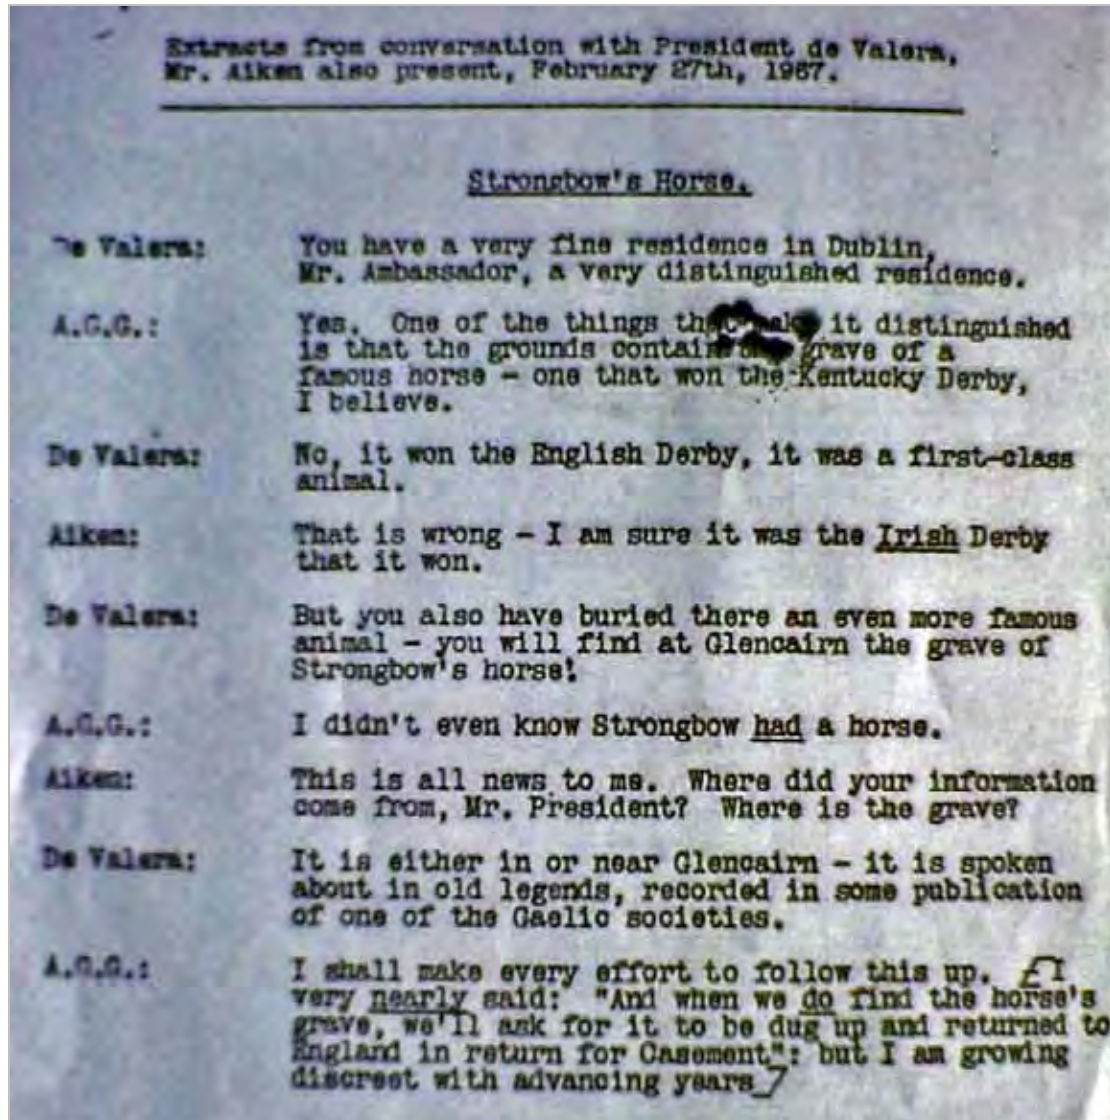 Extracts from conversation with President de Valera,
Mr. Aiken also present, February 27th, 1967.
Strongbow's Horse.
De Valera: You have a very fine residence in Dublin,
Mr. Ambassador, a very distinguished residence.
A.G.G.: Yes. One of the things that make it distinguished
is that the grounds contain the grave of a
famous horse - one that won the Kentucky Derby,
I believe.
De Valera: No, it won the English Derby, it was a first-class
animal.
Aiken: That is wrong - I am sure it was the Irish Derby
that it won.
De Valera: But you also have buried there an even more famous
animal - you will find at Glencairn the grave of
Strongbow's horse!
A.G.G.: I didn't even know Strongbow had a horse.
Aiken: This is all news to me. Where did your information
come from, Mr. President? Where is the grave?
De Valera: It is either in or near Glencairn - it is spoken
about in old legends, recorded in some publication
of one of the Gaelic societies.
A.G.G.: I shall make every effort to follow this up. [I
very nearly said: "And when we do find the horse's
grave, we'll ask for it to be dug up and returned to
England in return for Casement": but I am growing
discreet with advancing years]